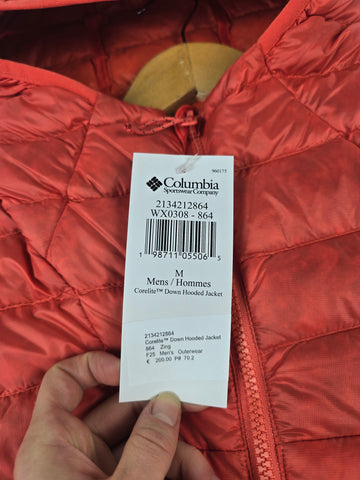 960175
Columbia
Sportswear Company
2134212864
WX0308 - 864
1 98711 05506 5
M
Mens / Hommes
Corelite™ Down Hooded Jacket
2134212864
Corelite™ Down Hooded Jacket
864 Zing
F25 Men's Outerwear
€ 200.00 P# 70.2